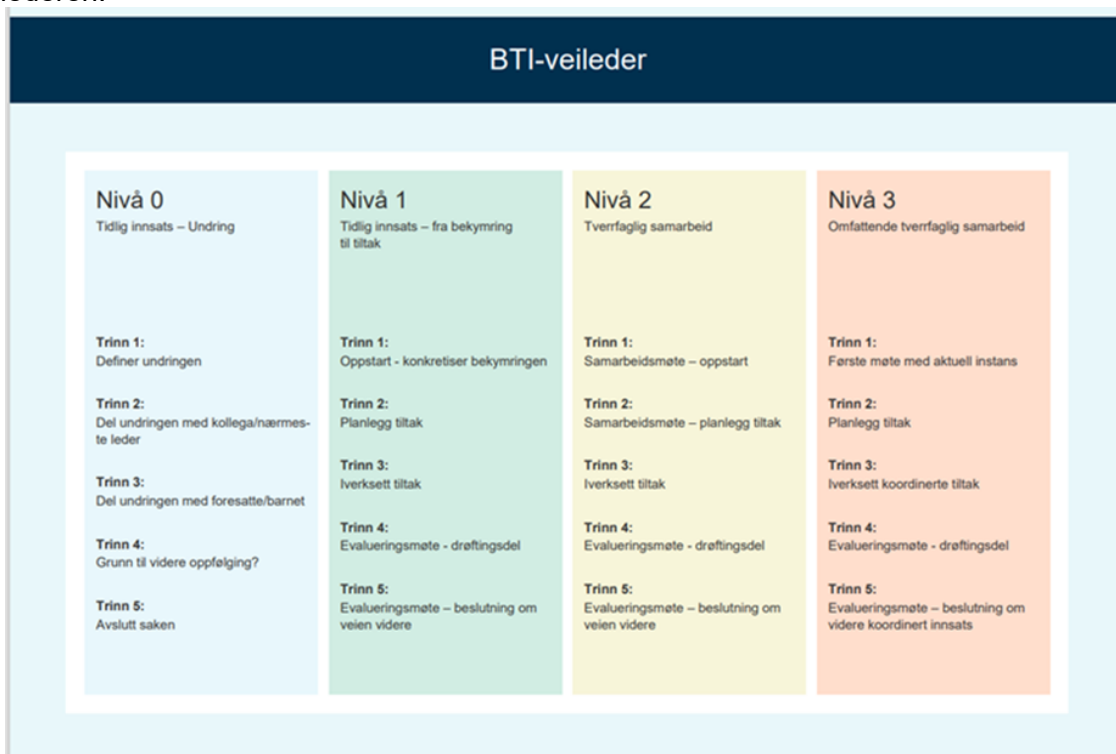 BTI-veileder
Nivå 0
Tidlig innsats – Undring
Trinn 1:
Definer undringen
Trinn 2:
Del undringen med kollega/nærmes-
te leder
Trinn 3:
Del undringen med foresatte/barnet
Trinn 4:
Grunn til videre oppfølging?
Trinn 5:
Avslutt saken
Nivå 1
Tidlig innsats – fra bekymring
til tiltak
Trinn 1:
Oppstart - konkretiser bekymringen
Trinn 2:
Planlegg tiltak
Trinn 3:
Iverksett tiltak
Trinn 4:
Evalueringsmøte - drøftingsdel
Trinn 5:
Evalueringsmøte – beslutning om
veien videre
Nivå 2
Tverrfaglig samarbeid
Trinn 1:
Samarbeidsmøte – oppstart
Trinn 2:
Samarbeidsmøte – planlegg tiltak
Trinn 3:
Iverksett tiltak
Trinn 4:
Evalueringsmøte - drøftingsdel
Trinn 5:
Evalueringsmøte – beslutning om
veien videre
Nivå 3
Omfattende tverrfaglig samarbeid
Trinn 1:
Første møte med aktuell instans
Trinn 2:
Planlegg tiltak
Trinn 3:
Iverksett koordinerte tiltak
Trinn 4:
Evalueringsmøte - drøftingsdel
Trinn 5:
Evalueringsmøte – beslutning om
videre koordinert innsats